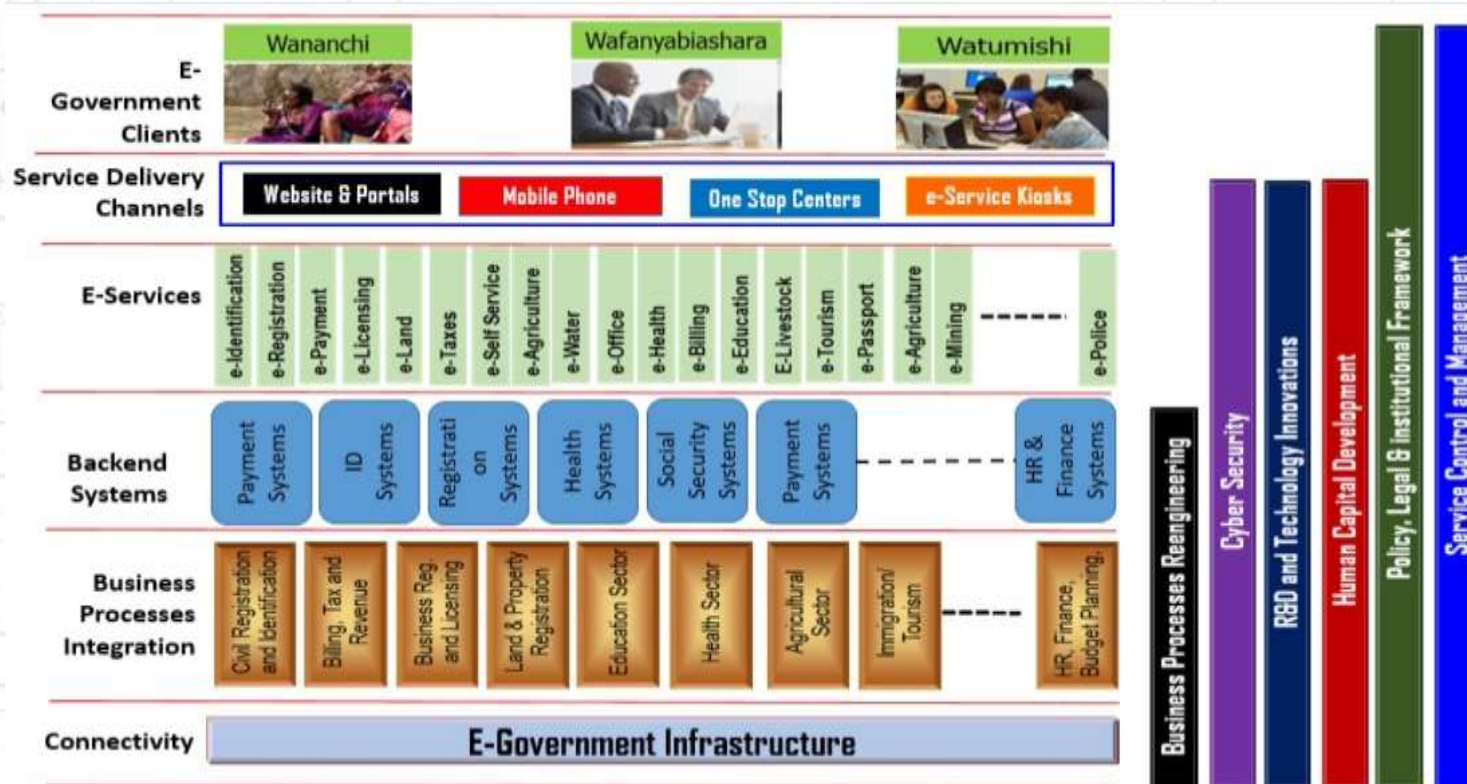 E-
Government
Clients
Wananchi
Wafanyabiashara
Watumishi
Service Delivery
Channels
Website & Portals
Mobile Phone
One Stop Centers
e-Service Kiosks
E-Services
e-Identification
e-Registration
e-Payment
e-Licensing
e-Land
e-Taxes
e-Self Service
e-Agriculture
e-Water
e-Office
e-Health
e-Billing
e-Education
E-Livestock
e-Tourism
e-Passport
e-Agriculture
e-Mining
e-Police
Backend
Systems
Payment
Systems
ID
Systems
Registrati
on
Systems
Health
Systems
Social
Security
Systems
Payment
Systems
HR &
Finance
Systems
Business
Processes
Integration
Civil Registration
and Identification
Billing, Tax and
Revenue
Business Reg.
and Licensing
Land & Property
Registration
Education Sector
Health Sector
Agricultural
Sector
Immigration/
Tourism
HR, Finance,
Budget Planning,
Connectivity
E-Government Infrastructure
Business Processes Reengineering
Cyber Security
R&D and Technology Innovations
Human Capital Development
Policy, Legal & institutional Framework
Service Control and Management